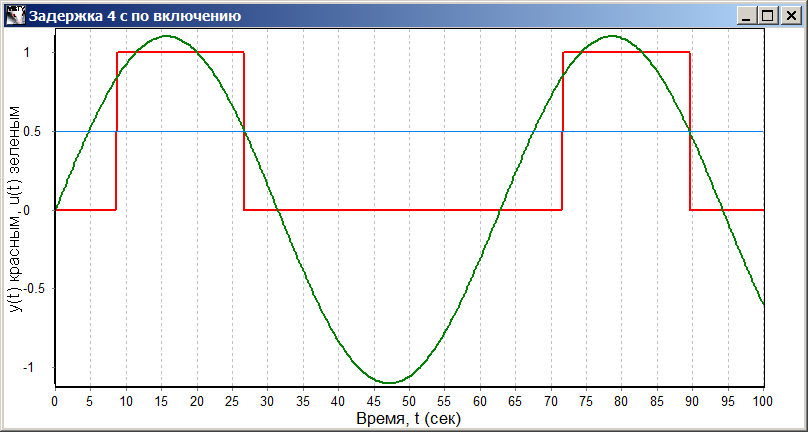 Задержка 4 с по включению
y(t) красным, u(t) зеленым
1
0.5
0
-0.5
-1
0 5 10 15 20 25 30 35 40 45 50 55 60 65 70 75 80 85 90 95 100
Время, t (сек)